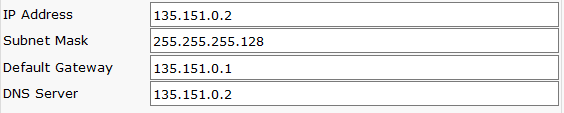 IP Address 135.151.0.2
Subnet Mask 255.255.255.128
Default Gateway 135.151.0.1
DNS Server 135.151.0.2